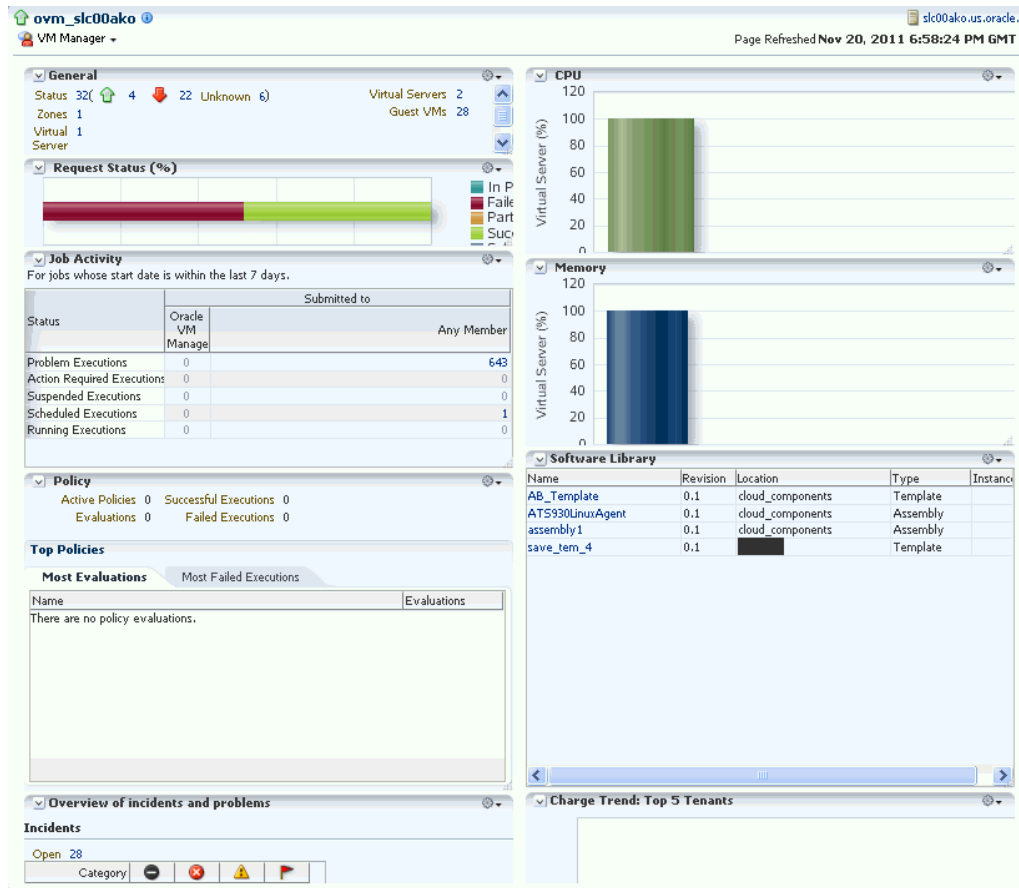 ovm_slc00ako
slc00ako.us.oracle.
VM Manager
Page Refreshed Nov 20, 2011 6:58:24 PM GMT
General
Status 32( 4 22 Unknown 6)
Zones 1
Virtual Server 1
Virtual Servers 2
Guest VMs 28
Request Status (%)
In P
Faile
Part
Succ
Job Activity
For jobs whose start date is within the last 7 days.
Submitted to
Status
Oracle
VM
Manage
Any Member
Problem Executions 0 643
Action Required Executions 0 0
Suspended Executions 0 0
Scheduled Executions 0 1
Running Executions 0 0
Policy
Active Policies 0 Successful Executions 0
Evaluations 0 Failed Executions 0
Top Policies
Most Evaluations Most Failed Executions
Name Evaluations
There are no policy evaluations.
Overview of incidents and problems
Incidents
Open 28
Category
CPU
120
100
80
60
40
20
0
Virtual Server (%)
Memory
120
100
80
60
40
20
0
Virtual Server (%)
Software Library
Name Revision Location Type Instanc
AB_Template 0.1 cloud_components Template
ATS930LinuxAgent 0.1 cloud_components Assembly
assembly1 0.1 cloud_components Assembly
save_tem_4 0.1 Template
Charge Trend: Top 5 Tenants